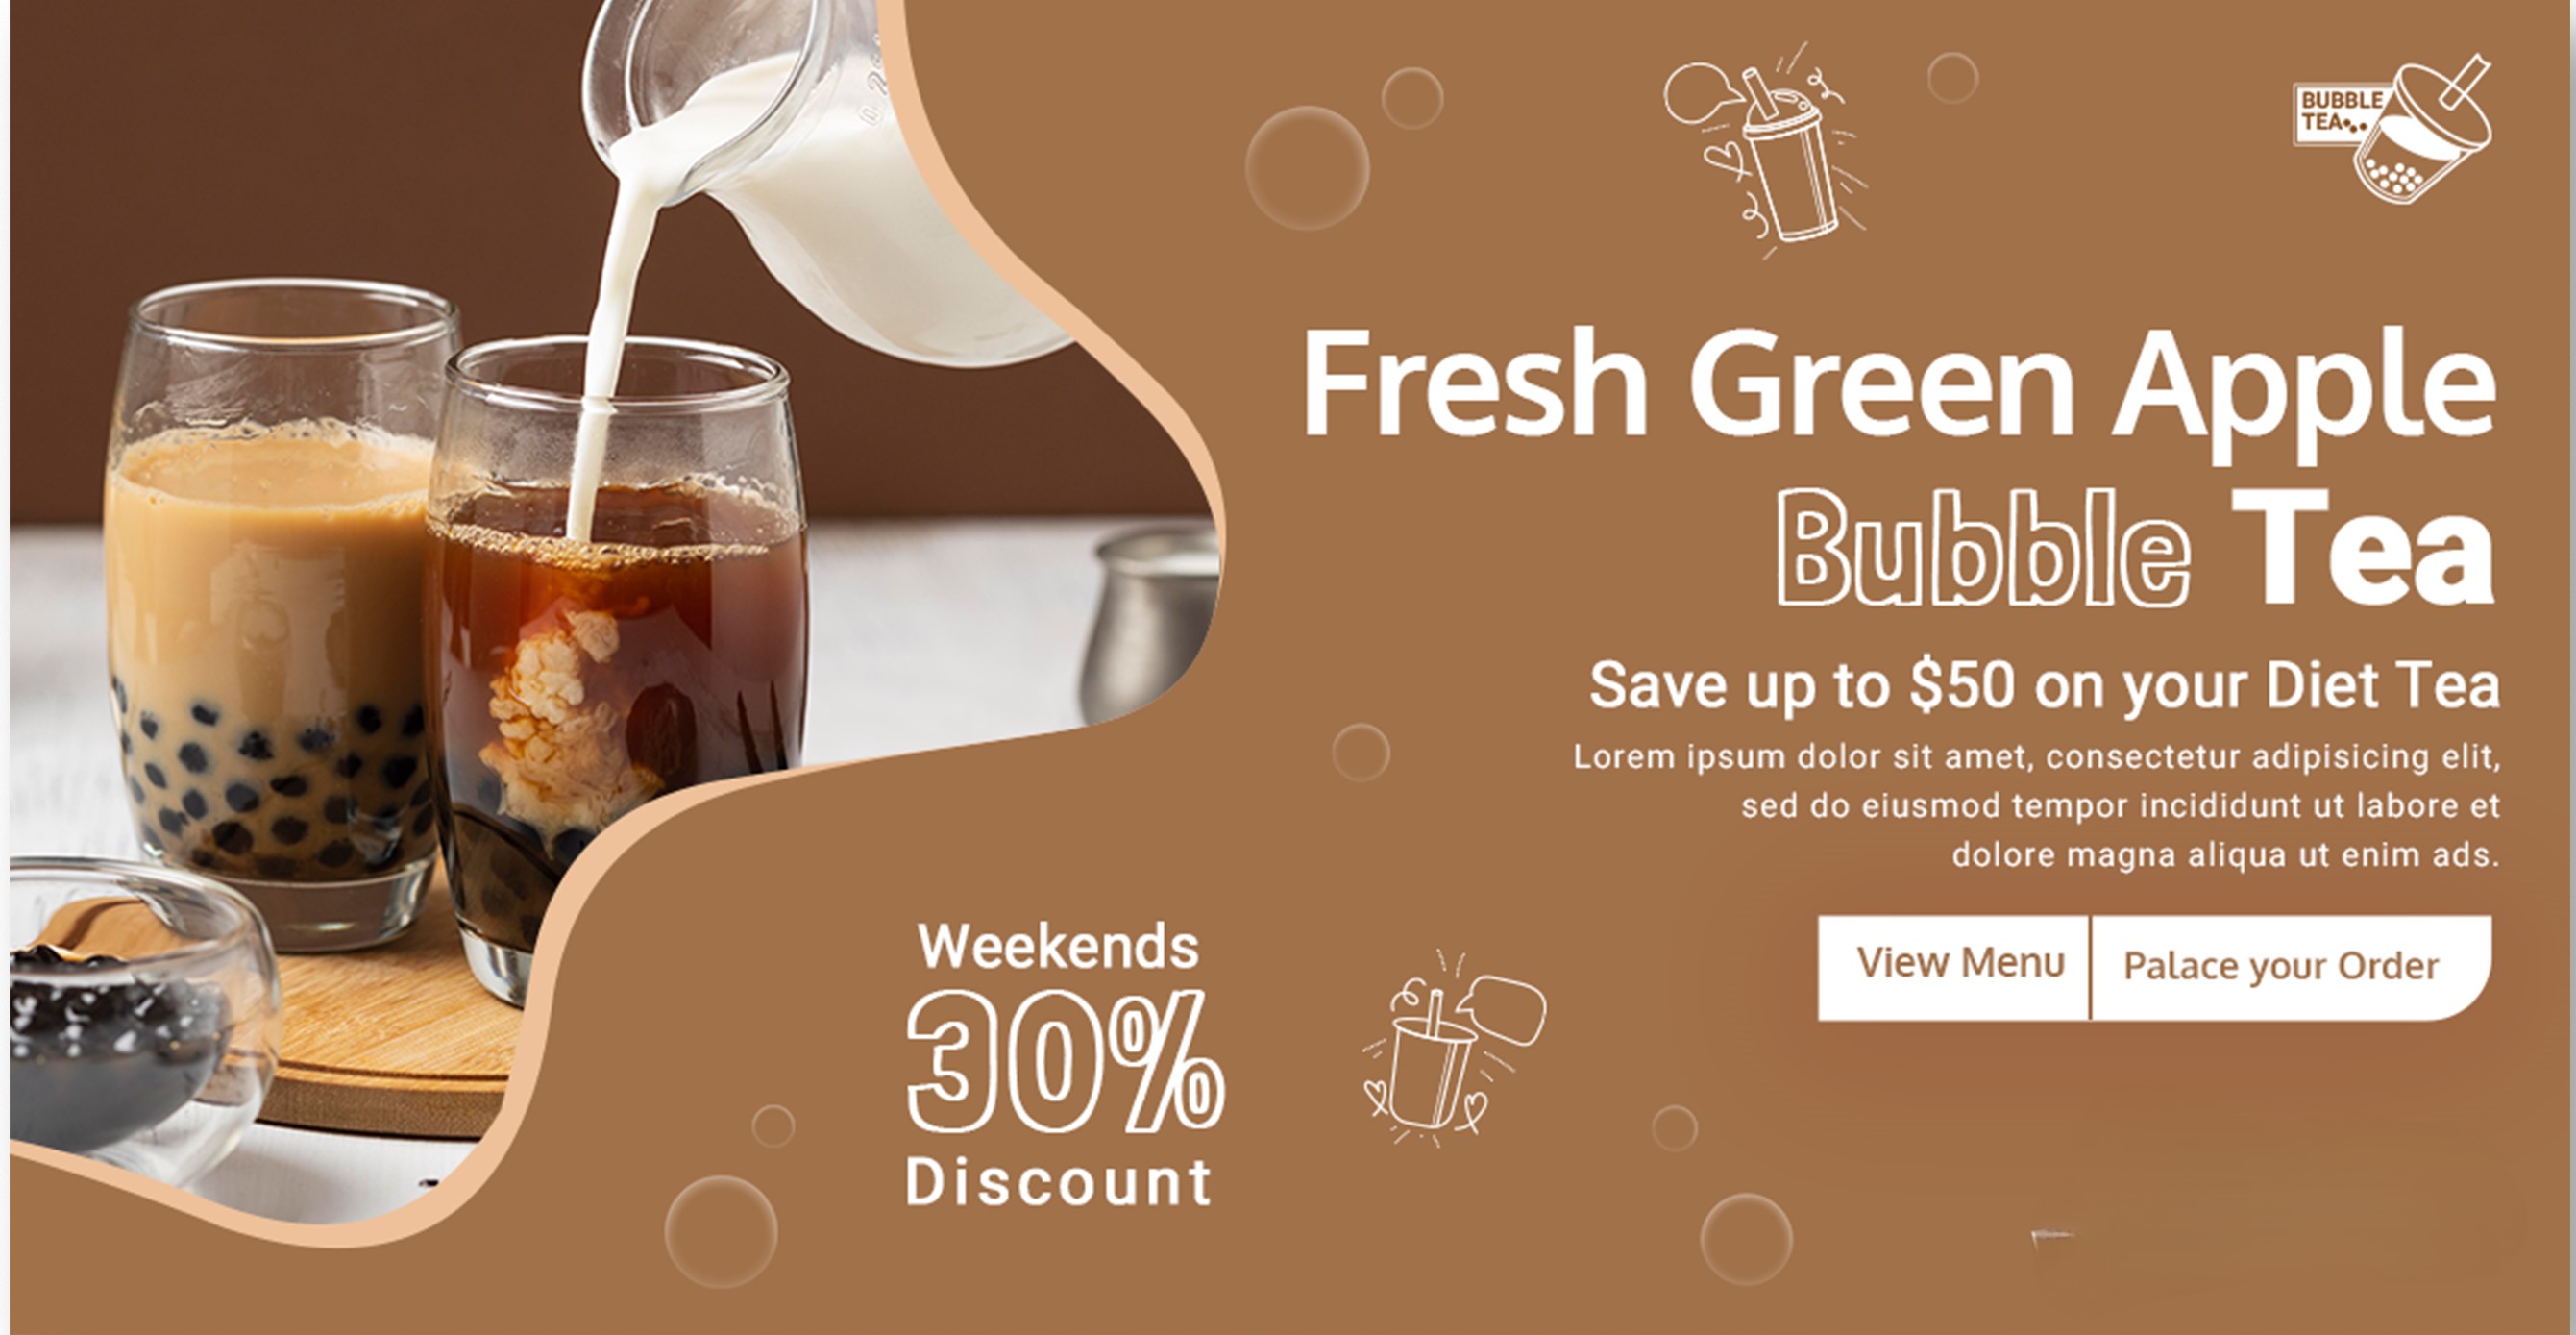 BUBBLE
TEA
Fresh Green Apple
Bubble Tea
Save up to $50 on your Diet Tea
Lorem ipsum dolor sit amet, consectetur adipisicing elit,
sed do eiusmod tempor incididunt ut labore et
dolore magna aliqua ut enim ads.
View Menu
Palace your Order
Weekends
30%
Discount